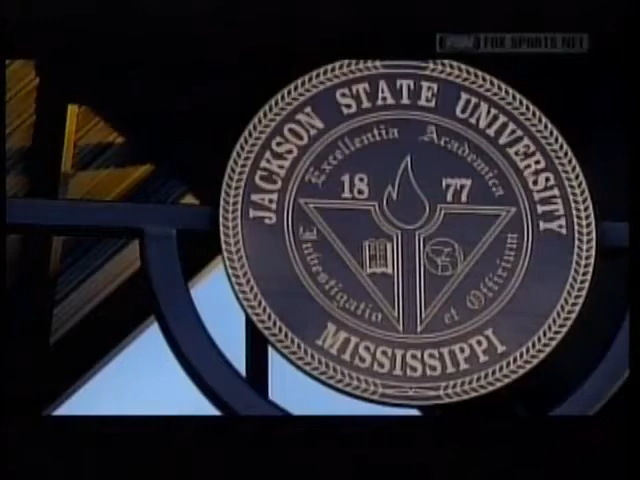 FOX SPORTS NET
JACKSON STATE UNIVERSITY
Excellentia Academica
18 77
Investigatio et Officium
MISSISSIPPI